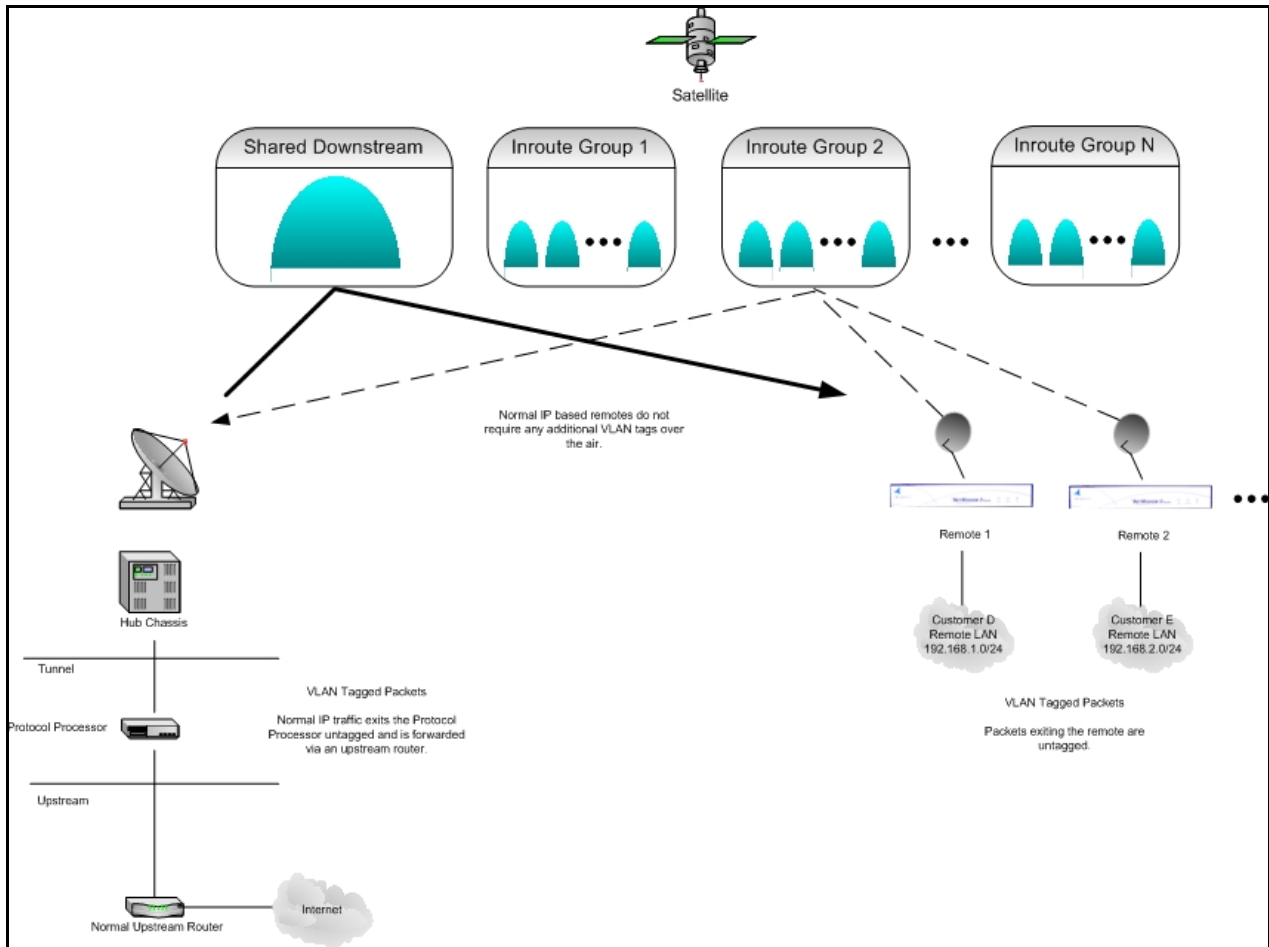 Satellite
Shared Downstream
Inroute Group 1
Inroute Group 2
Inroute Group N
Normal IP based remotes do not
require any additional VLAN tags over
the air.
Remote 1
Remote 2
Hub Chassis
Customer D
Remote LAN
192.168.1.0/24
Customer E
Remote LAN
192.168.2.0/24
Tunnel
VLAN Tagged Packets
Normal IP traffic exits the Protocol
Processor untagged and is forwarded
via an upstream router.
Protocol Processor
VLAN Tagged Packets
Packets exiting the remote are
untagged.
Upstream
Internet
Normal Upstream Router